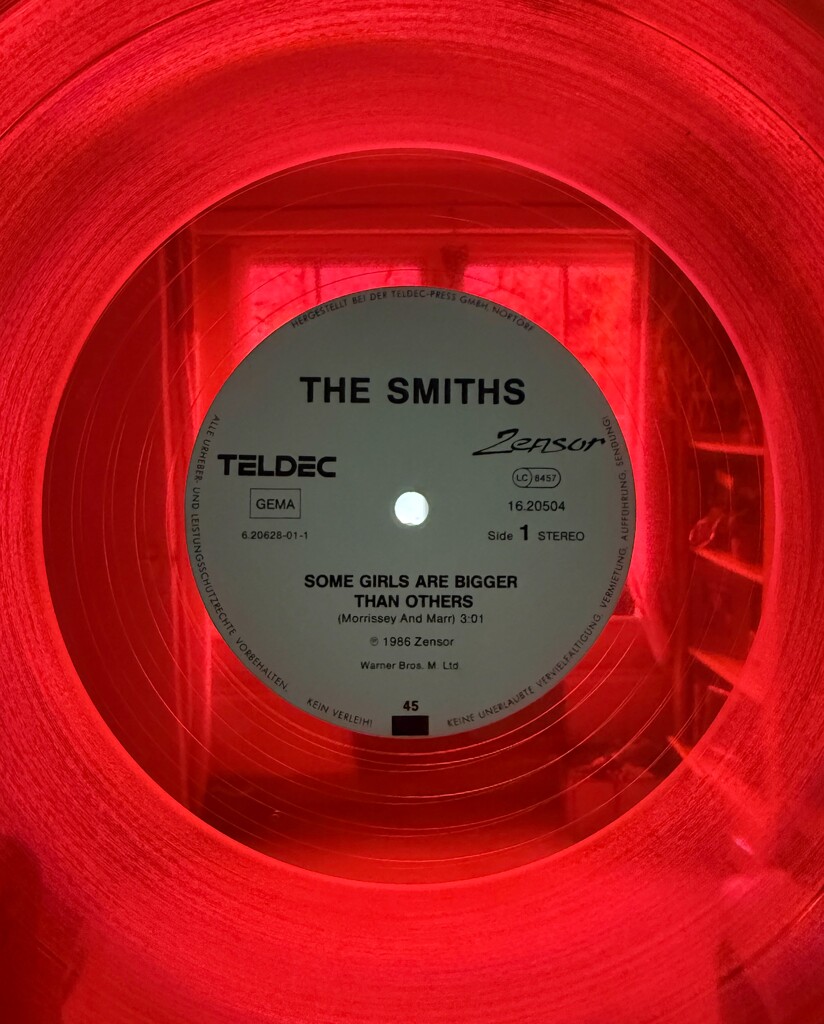 HERGESTELLT BEI DER TELDEC-PRESS GMBH, NORTORF
THE SMITHS
TELDEC
Zensor
GEMA
LC 8457
16.20504
6.20628-01-1
Side 1 STEREO
SOME GIRLS ARE BIGGER
THAN OTHERS
(Morrissey And Marr) 3:01
℗ 1986 Zensor
Warner Bros. M. Ltd.
45
ALLE URHEBER- UND LEISTUNGSSCHUTZRECHTE VORBEHALTEN.
KEIN VERLEIH!
KEINE UNERLAUBTE VERVIELFÄLTIGUNG, VERMIETUNG, AUFFÜHRUNG, SENDUNG!